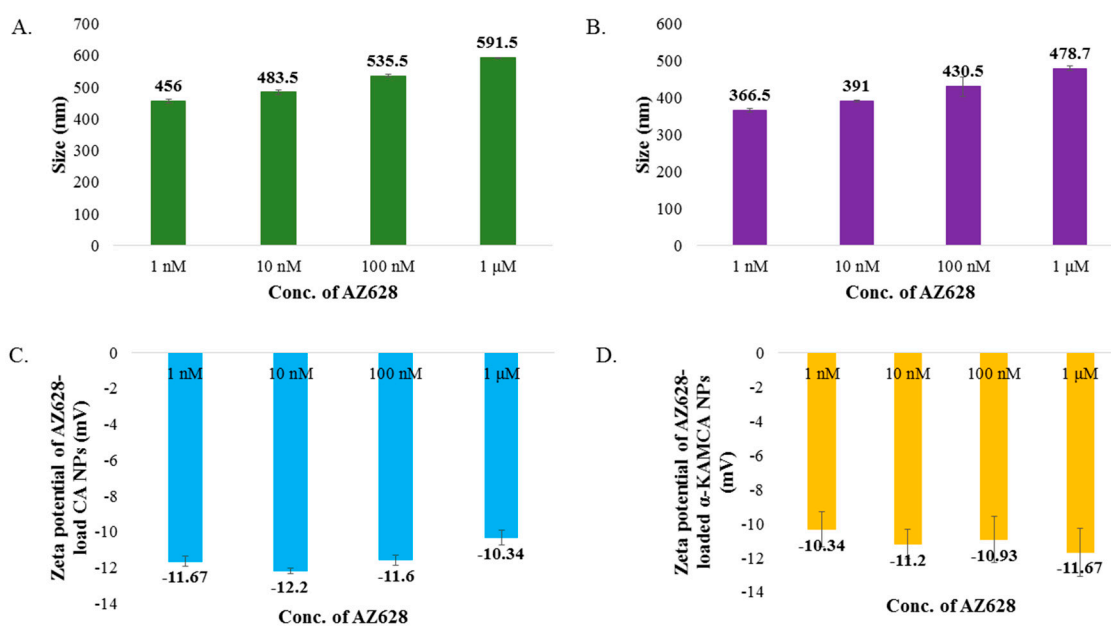 A.
Size (nm)
700
600
500
400
300
200
100
0
456
483.5
535.5
591.5
1 nM
10 nM
100 nM
1 μM
Conc. of AZ628
B.
Size (nm)
600
500
400
300
200
100
0
366.5
391
430.5
478.7
1 nM
10 nM
100 nM
1 μM
Conc. of AZ628
C.
Zeta potential of AZ628-
load CA NPs (mV)
0
-2
-4
-6
-8
-10
-12
-14
1 nM
10 nM
100 nM
1 μM
-11.67
-12.2
-11.6
-10.34
Conc. of AZ628
D.
Zeta potential of AZ628-
loaded α-KAMCA NPs
(mV)
0
-2
-4
-6
-8
-10
-12
-14
1 nM
10 nM
100 nM
1 μM
-10.34
-11.2
-10.93
-11.67
Conc. of AZ628